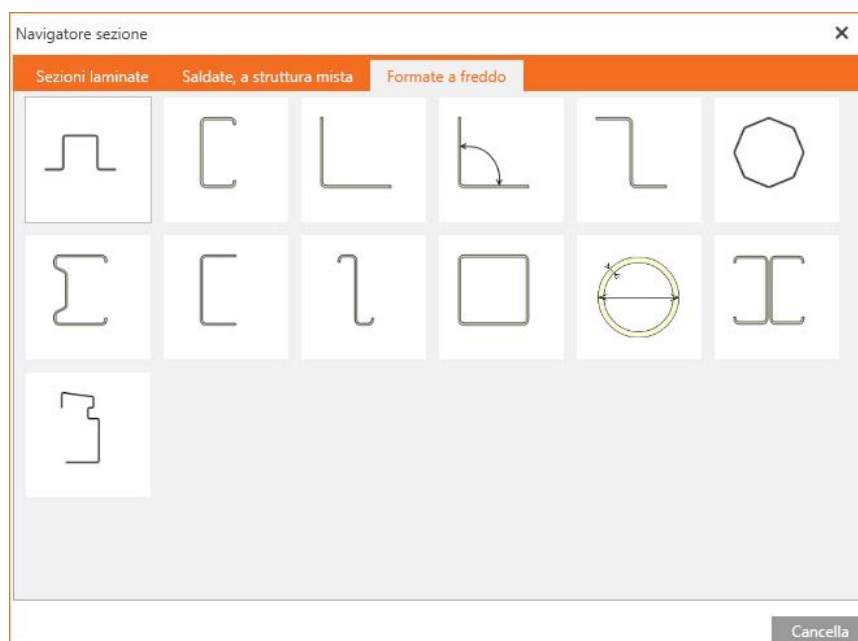 Navigatore sezione
Sezioni laminate Saldate, a struttura mista Formate a freddo
Cancella